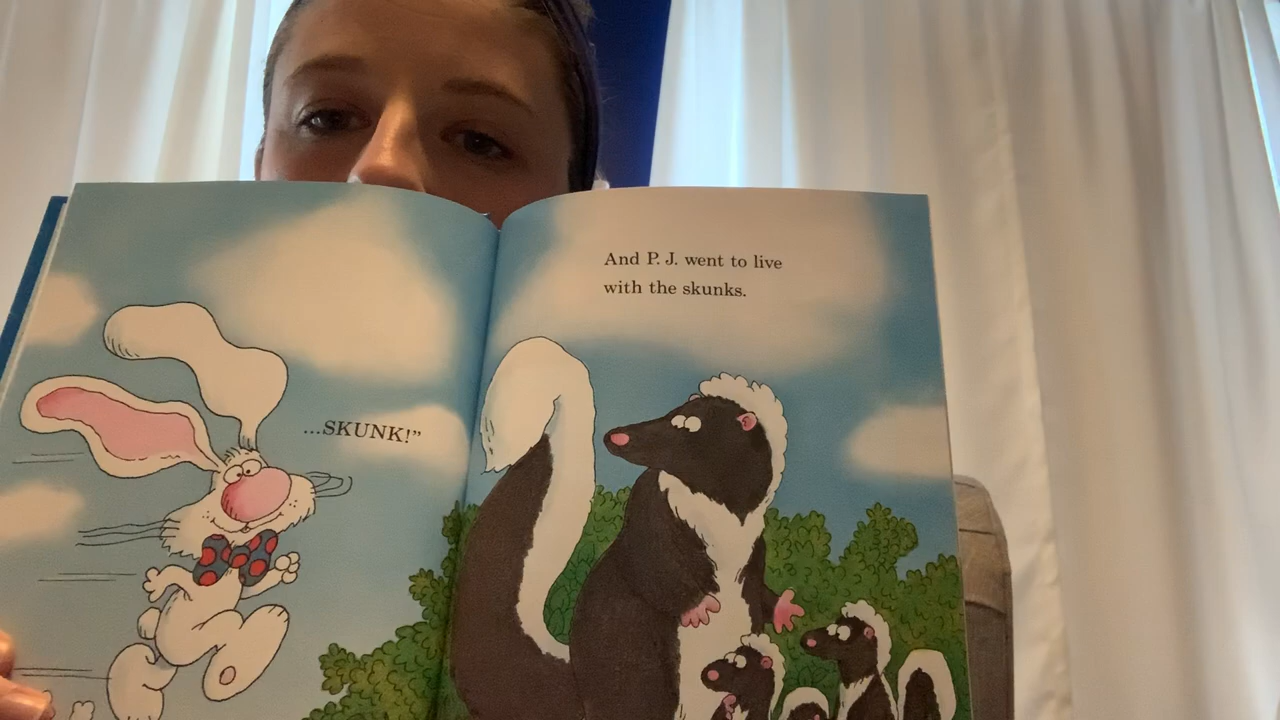 ...SKUNK!”
And P. J. went to live
with the skunks.